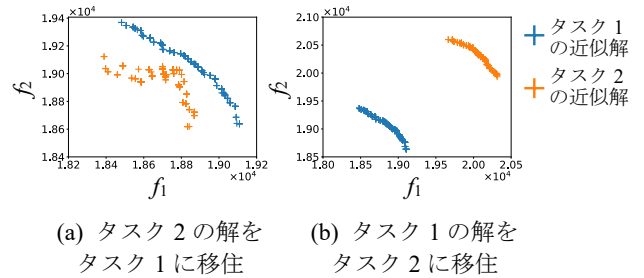 ×10⁴
1.94
1.92
1.90
1.88
1.86
1.84
f₂
1.82 1.84 1.86 1.88 1.90 1.92
×10⁴
f₁
×10⁴
2.10
2.05
2.00
1.95
1.90
1.85
f₂
1.85 1.90 1.95 2.00 2.05
×10⁴
f₁
タスク 1
の近似解
タスク 2
の近似解
(a) タスク 2 の解を
タスク 1 に移住
(b) タスク 1 の解を
タスク 2 に移住